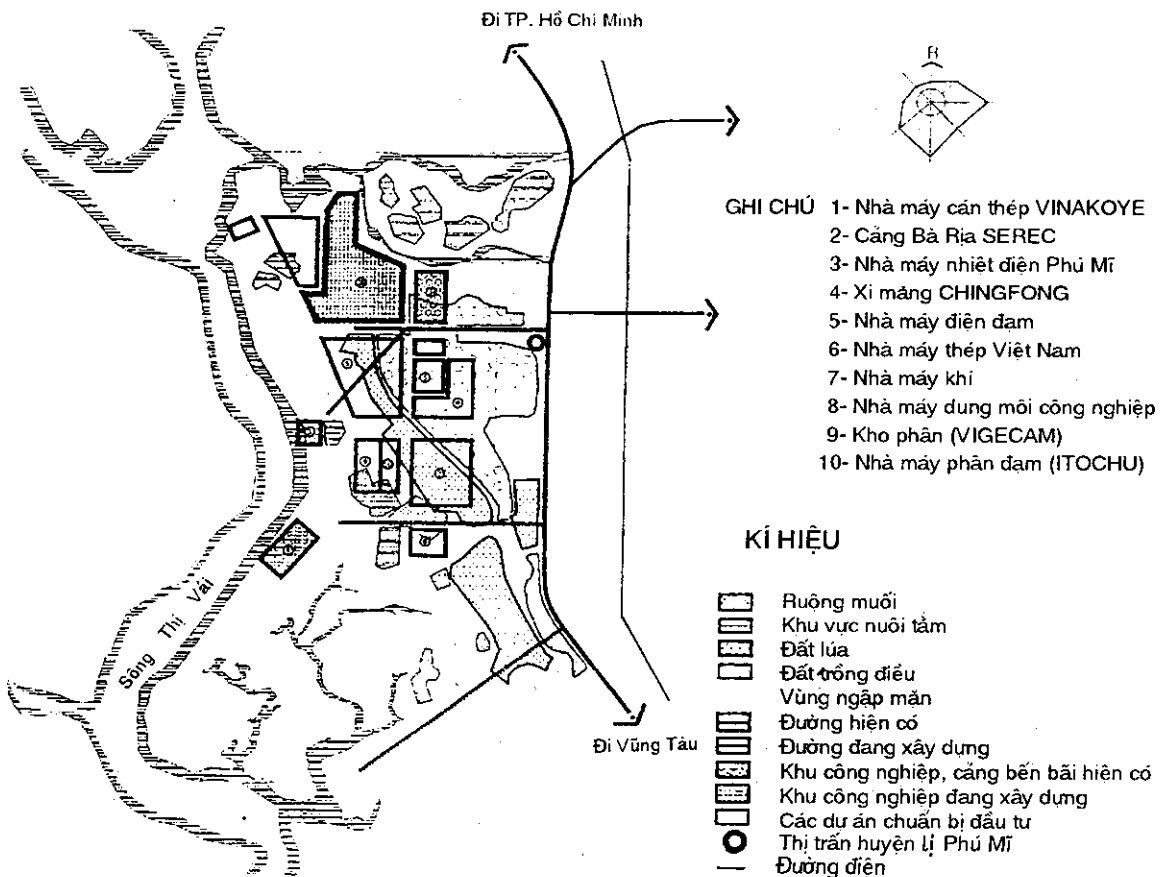 Đi TP. Hồ Chí Minh
B
GHI CHÚ 1- Nhà máy cán thép VINAKOYE
2- Cảng Bà Rịa SEREC
3- Nhà máy nhiệt điện Phú Mĩ
4- Xi măng CHINGFONG
5- Nhà máy điện đạm
6- Nhà máy thép Việt Nam
7- Nhà máy khí
8- Nhà máy dung môi công nghiệp
9- Kho phân (VIGECAM)
10- Nhà máy phân đạm (ITOCHU)
KÍ HIỆU
Ruộng muối
Khu vực nuôi tằm
Đất lúa
Đất trồng điều
Vùng ngập mặn
Đường hiện có
Đường đang xây dựng
Khu công nghiệp, cảng bến bãi hiện có
Khu công nghiệp đang xây dựng
Các dự án chuẩn bị đầu tư
Thị trấn huyện lị Phú Mĩ
Đường điện
Sông Thị Vải
Đi Vũng Tàu